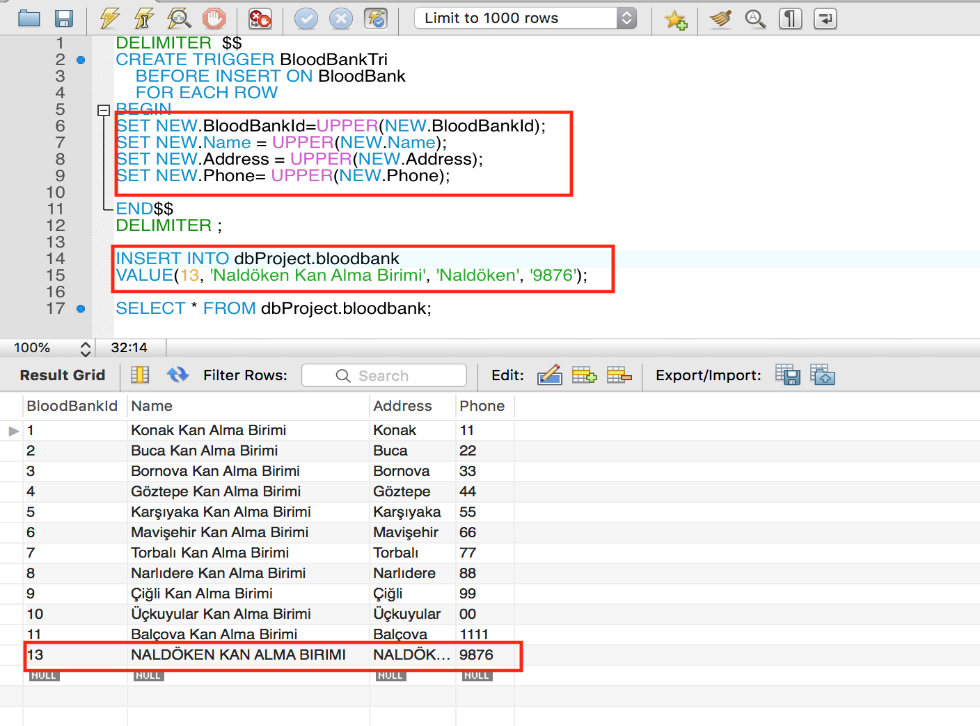 Limit to 1000 rows
1 DELIMITER $$
2 CREATE TRIGGER BloodBankTri
3 BEFORE INSERT ON BloodBank
4 FOR EACH ROW
5 BEGIN
6 SET NEW.BloodBankId=UPPER(NEW.BloodBankId);
7 SET NEW.Name = UPPER(NEW.Name);
8 SET NEW.Address = UPPER(NEW.Address);
9 SET NEW.Phone= UPPER(NEW.Phone);
10
11 END$$
12 DELIMITER ;
13
14 INSERT INTO dbProject.bloodbank
15 VALUE(13, 'Naldöken Kan Alma Birimi', 'Naldöken', '9876');
16
17 SELECT * FROM dbProject.bloodbank;
100% 32:14
Result Grid Filter Rows: Search Edit: Export/Import:
BloodBankId Name Address Phone
1 Konak Kan Alma Birimi Konak 11
2 Buca Kan Alma Birimi Buca 22
3 Bornova Kan Alma Birimi Bornova 33
4 Göztepe Kan Alma Birimi Göztepe 44
5 Karşıyaka Kan Alma Birimi Karşıyaka 55
6 Mavişehir Kan Alma Birimi Mavişehir 66
7 Torbalı Kan Alma Birimi Torbalı 77
8 Narlıdere Kan Alma Birimi Narlıdere 88
9 Çiğli Kan Alma Birimi Çiğli 99
10 Üçkuyular Kan Alma Birimi Üçkuyular 00
11 Balçova Kan Alma Birimi Balçova 1111
13 NALDÖKEN KAN ALMA BIRIMI NALDÖK... 9876
NULL NULL NULL NULL